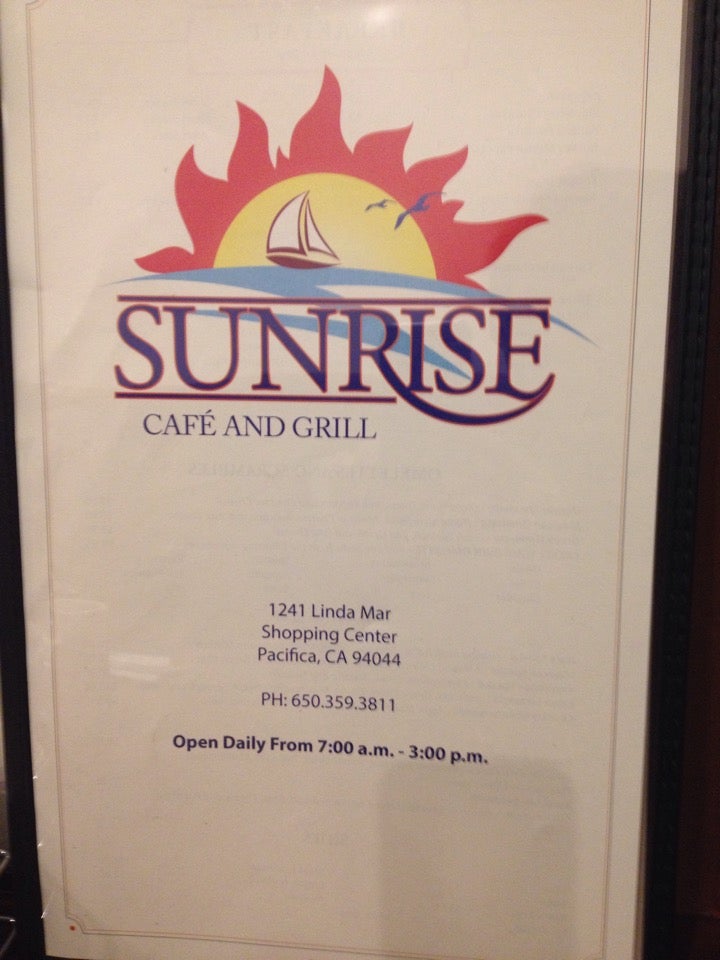 SUNRISE
CAFÉ AND GRILL
1241 Linda Mar
Shopping Center
Pacifica, CA 94044
PH: 650.359.3811
Open Daily From 7:00 a.m. - 3:00 p.m.